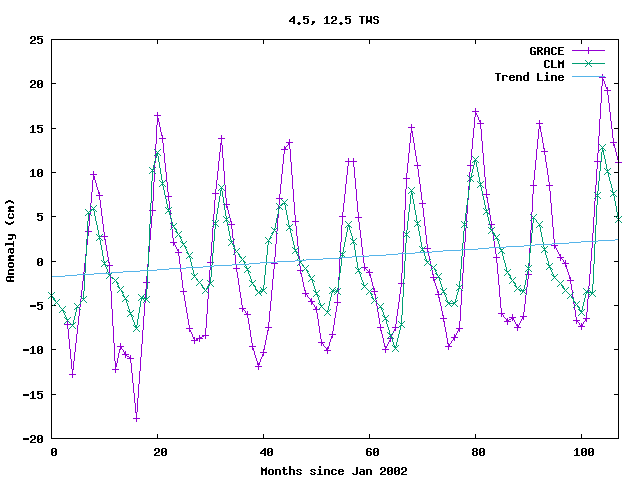 4.5, 12.5 TWS
GRACE
CLM
Trend Line
Anomaly (cm)
25
20
15
10
5
0
-5
-10
-15
-20
0 20 40 60 80 100
Months since Jan 2002